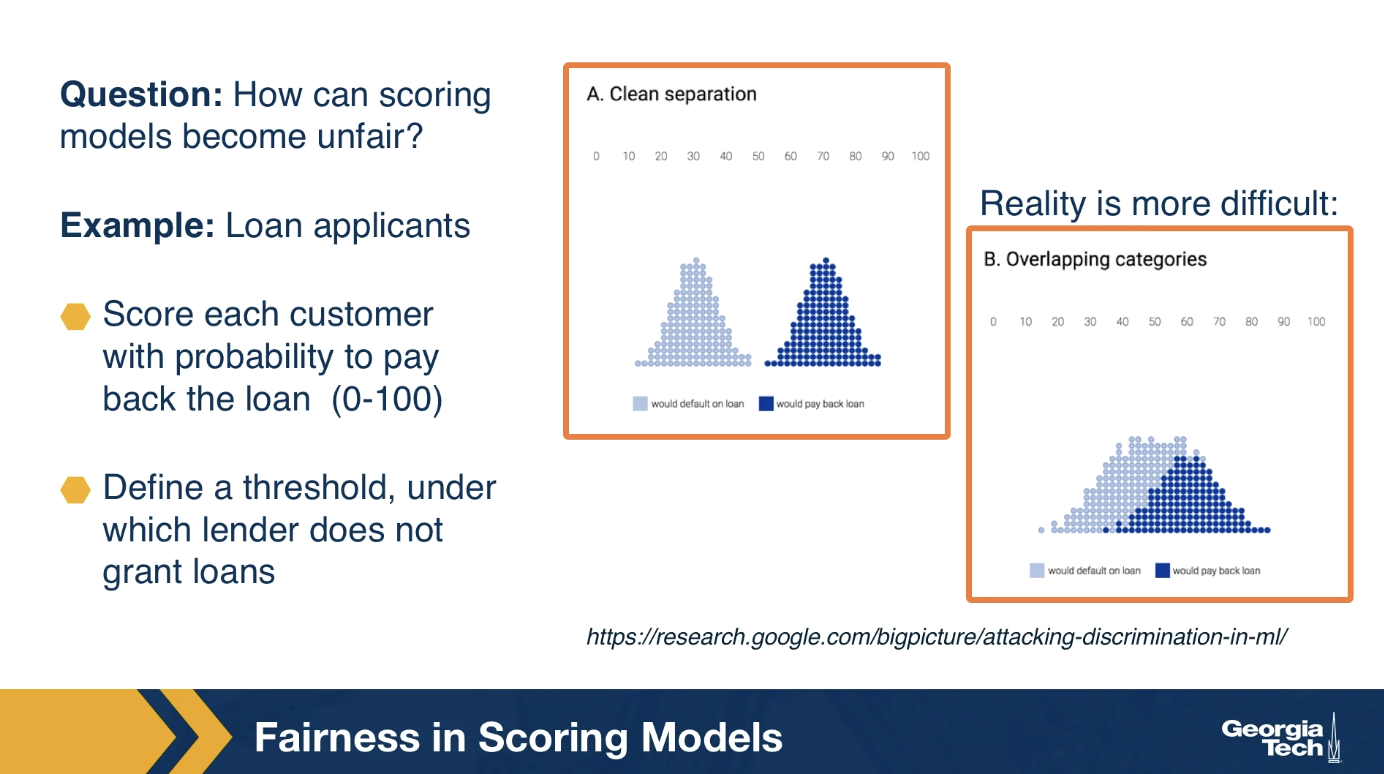 Question: How can scoring
models become unfair?
Example: Loan applicants
Score each customer
with probability to pay
back the loan (0-100)
Define a threshold, under
which lender does not
grant loans
A. Clean separation
0 10 20 30 40 50 60 70 80 90 100
would default on loan would pay back loan
Reality is more difficult:
B. Overlapping categories
0 10 20 30 40 50 60 70 80 90 100
would default on loan would pay back loan
https://research.google.com/bigpicture/attacking-discrimination-in-ml/
Fairness in Scoring Models
Georgia
Tech